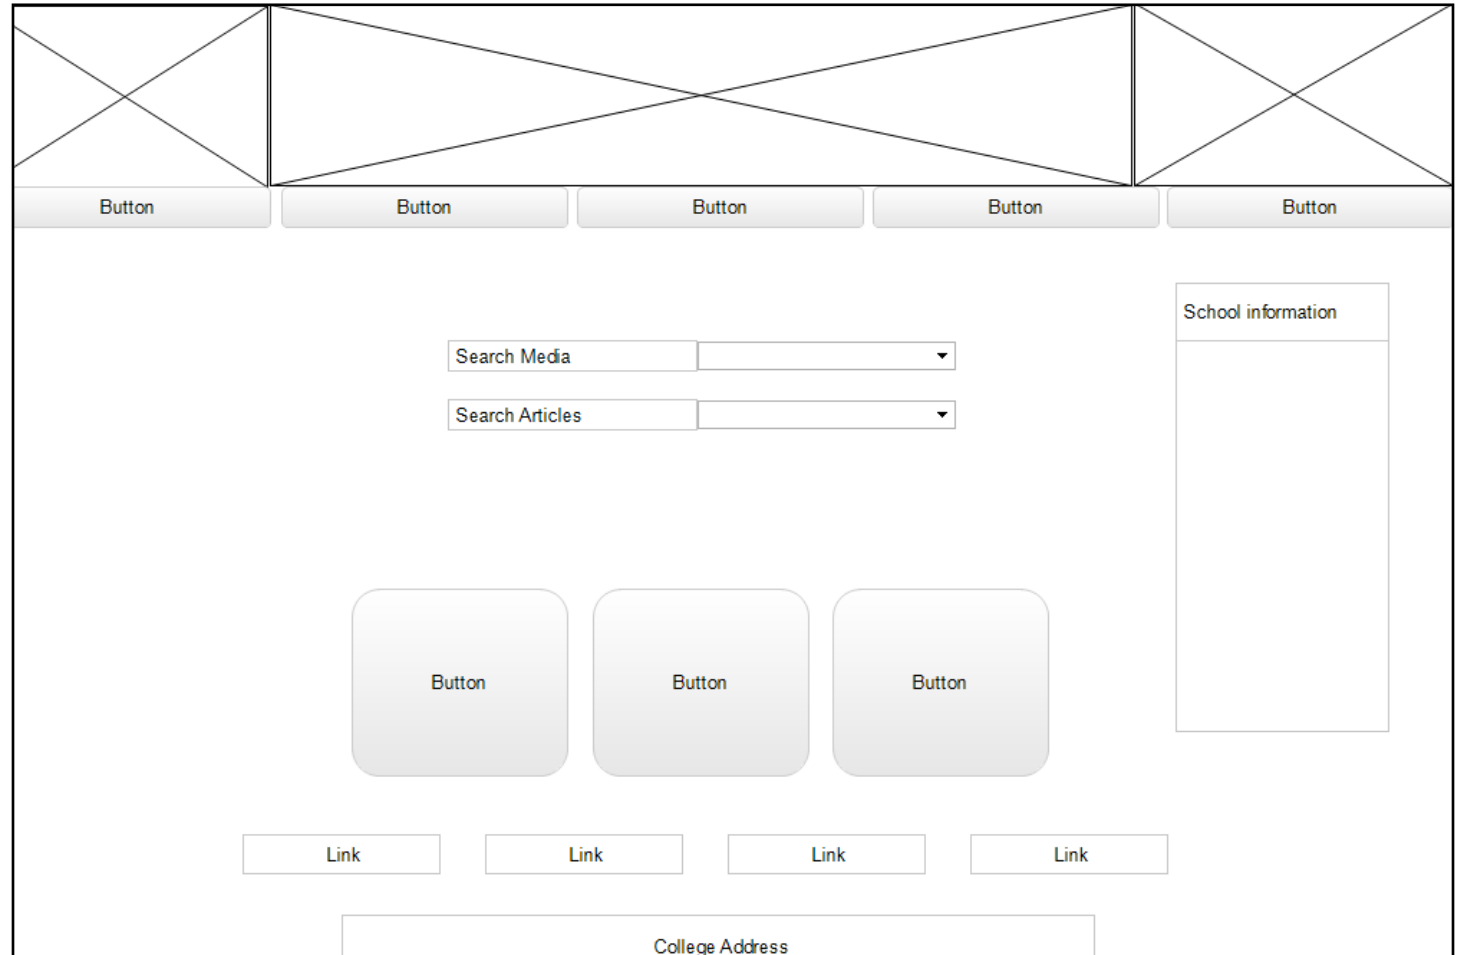 Button
Button
Button
Button
Button
School information
Search Media
Search Articles
Button
Button
Button
Link
Link
Link
Link
College Address